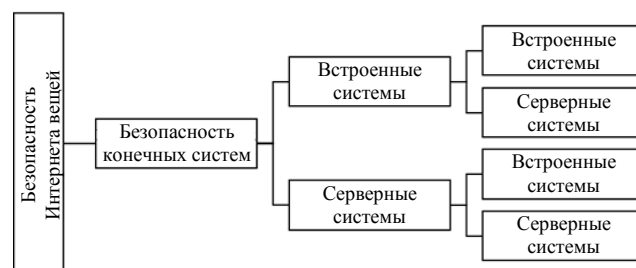 Безопасность
Интернета вещей
Безопасность
конечных систем
Встроенные
системы
Встроенные
системы
Серверные
системы
Серверные
системы
Встроенные
системы
Серверные
системы